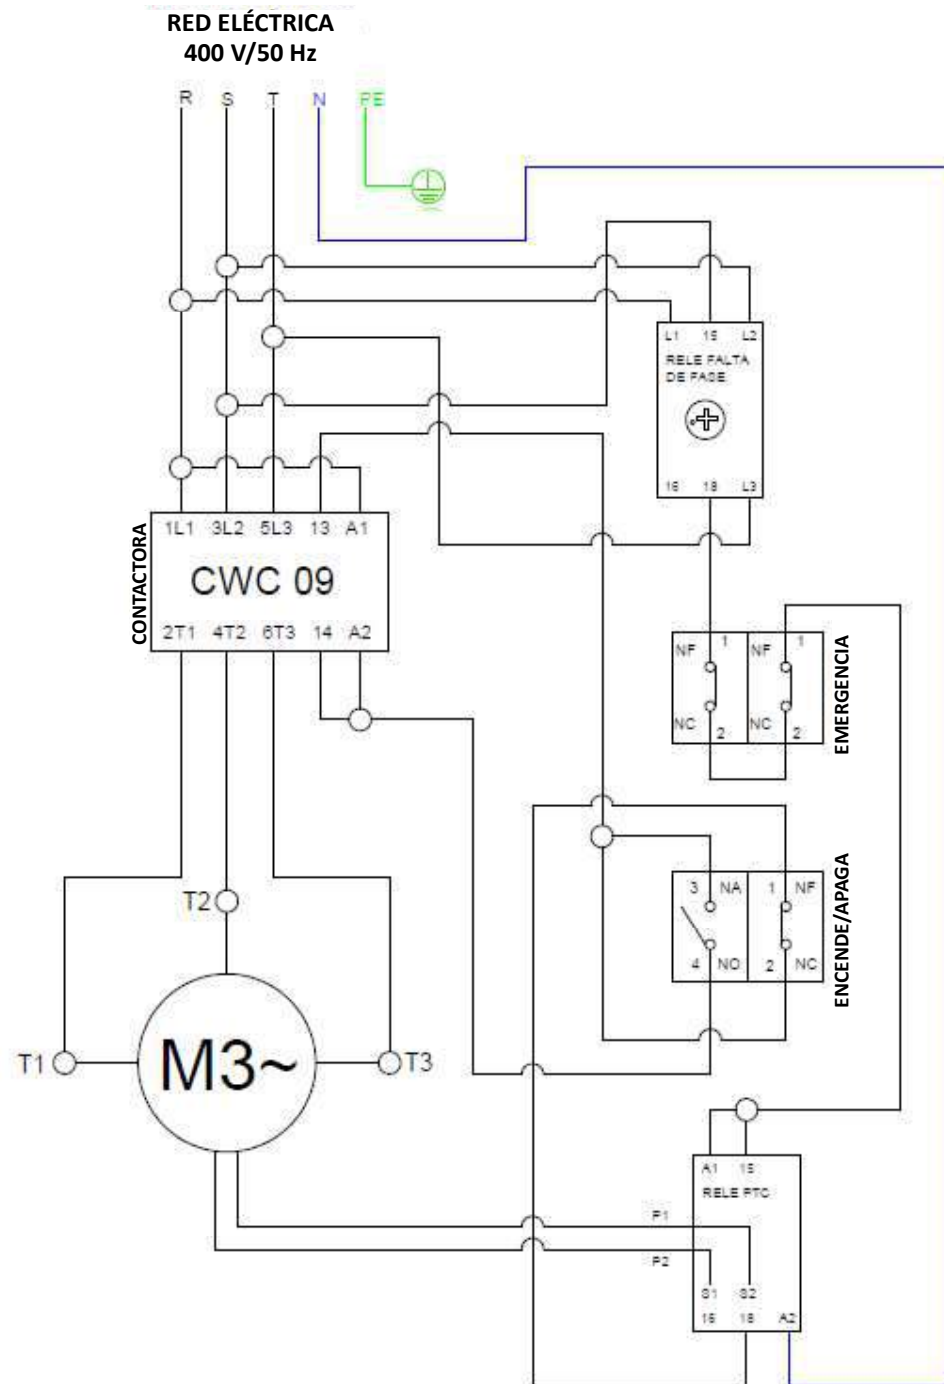 RED ELÉCTRICA
400 V/50 Hz
R S T N PE
L1 15 L2
RELE FALTA
DE FASE
16 18 L3
CONTACTORA
1L1 3L2 5L3 13 A1
CWC 09
2T1 4T2 6T3 14 A2
EMERGENCIA
NF 1 NF 1
NC 2 NC 2
ENCENDE/APAGA
3 NA 1 NF
4 NO 2 NC
T2
T1 M3~ T3
A1 15
RELE PTC
P1
P2
S1 S2
16 18 A2